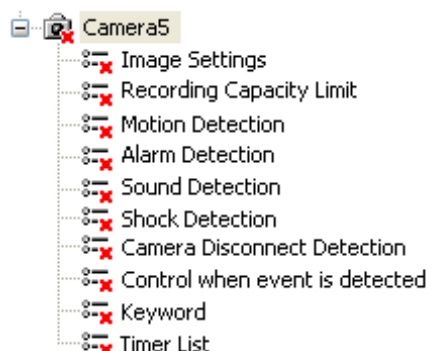 Camera5
Image Settings
Recording Capacity Limit
Motion Detection
Alarm Detection
Sound Detection
Shock Detection
Camera Disconnect Detection
Control when event is detected
Keyword
Timer List